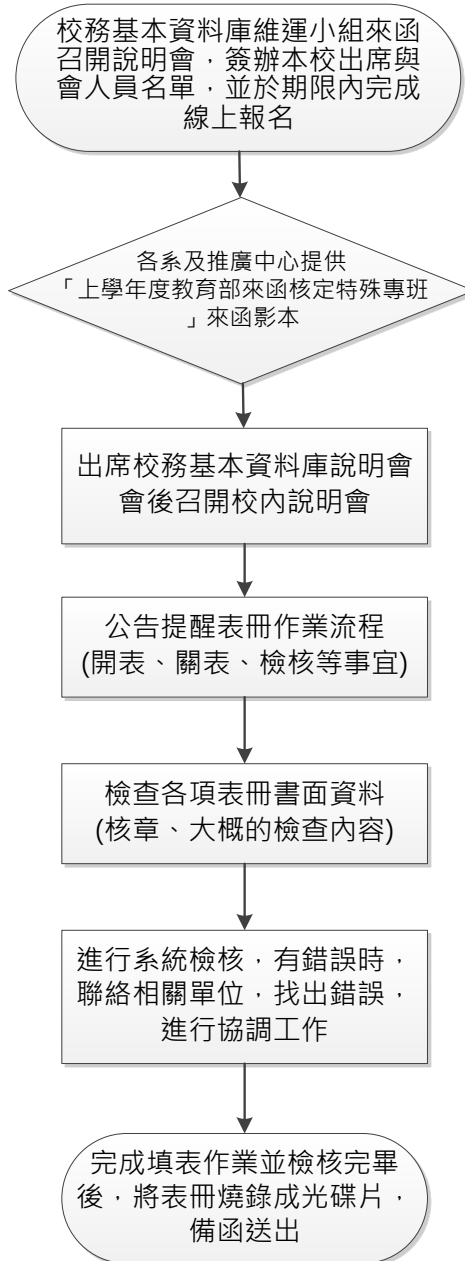 校務基本資料庫維運小組來函
召開說明會，簽辦本校出席與
會人員名單，並於期限內完成
線上報名
各系及推廣中心提供
「上學年度教育部來函核定特殊專班
」來函影本
出席校務基本資料庫說明會
會後召開校內說明會
公告提醒表冊作業流程
(開表、關表、檢核等事宜)
檢查各項表冊書面資料
(核章、大概的檢查內容)
進行系統檢核，有錯誤時，
聯絡相關單位，找出錯誤，
進行協調工作
完成填表作業並檢核完畢
後，將表冊燒錄成光碟片，
備函送出